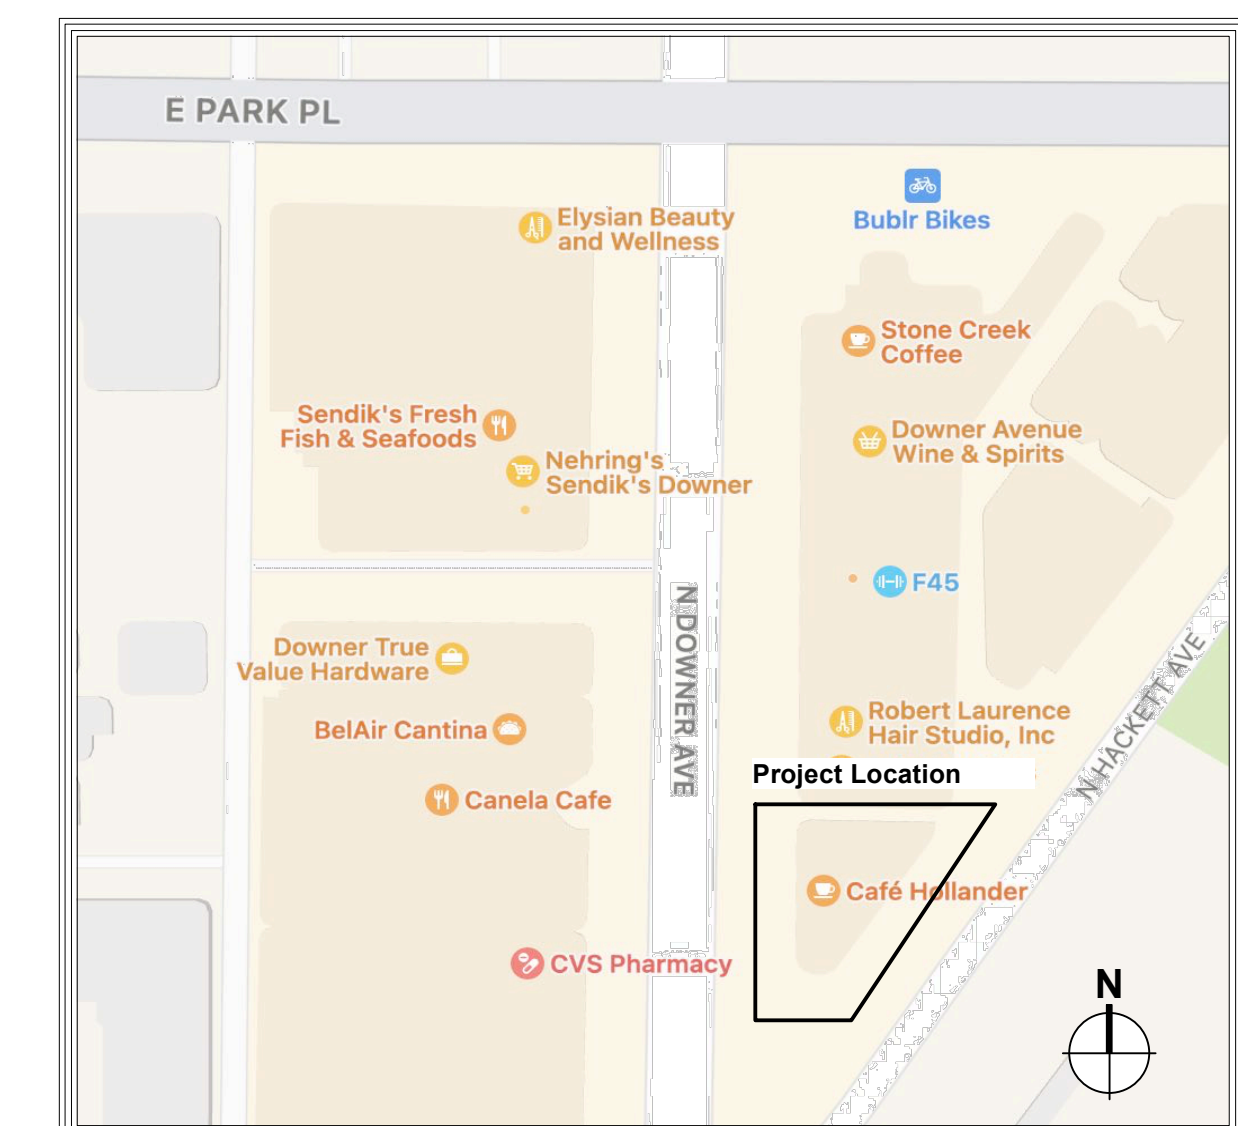 E PARK PL
Elysian Beauty
and Wellness
Bublr Bikes
Stone Creek
Coffee
Sendik's Fresh
Fish & Seafoods
Downer Avenue
Wine & Spirits
Nehring's
Sendik's Downer
F45
N DOWNER AVE
Downer True
Value Hardware
N HACKETT AVE
BelAir Cantina
Robert Laurence
Hair Studio, Inc
Project Location
Canela Cafe
Café Hollander
CVS Pharmacy
N